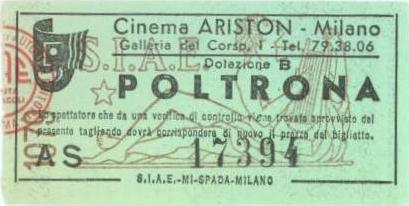 Cinema ARISTON - Milano
Galleria del Corso, 1 - Tel. 79.38.06
S.I.A.E.
Dotazione B
POLTRONA
Lo spettatore che da una verifica di controllo viene trovato sprovvisto del
presente tagliando dovrà corrispondere di nuovo il prezzo del biglietto.
AS 17394
S.I.A.E.-MI-SPADA-MILANO